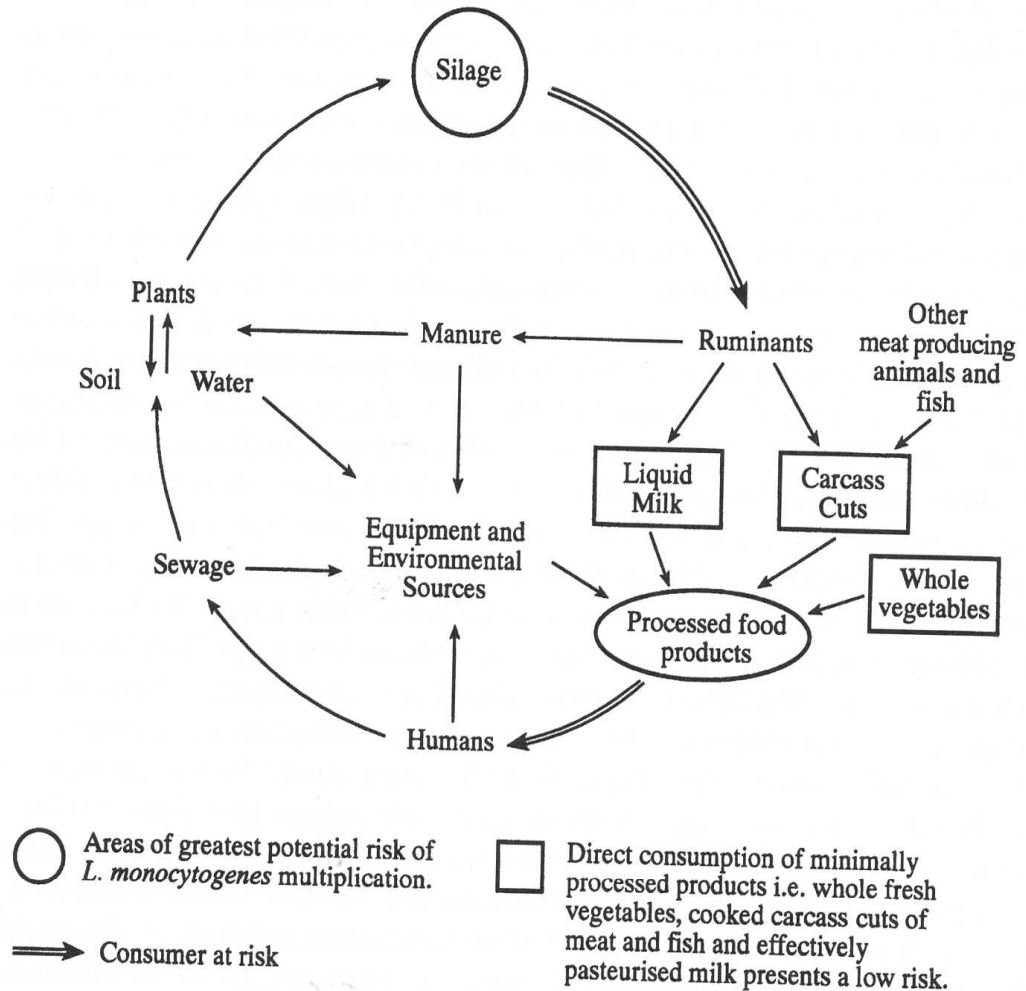 Silage
Plants
Manure
Ruminants
Other
meat producing
animals and
fish
Soil
Water
Liquid
Milk
Carcass
Cuts
Equipment and
Environmental
Sources
Sewage
Whole
vegetables
Processed food
products
Humans
Areas of greatest potential risk of
L. monocytogenes multiplication.
Consumer at risk
Direct consumption of minimally
processed products i.e. whole fresh
vegetables, cooked carcass cuts of
meat and fish and effectively
pasteurised milk presents a low risk.